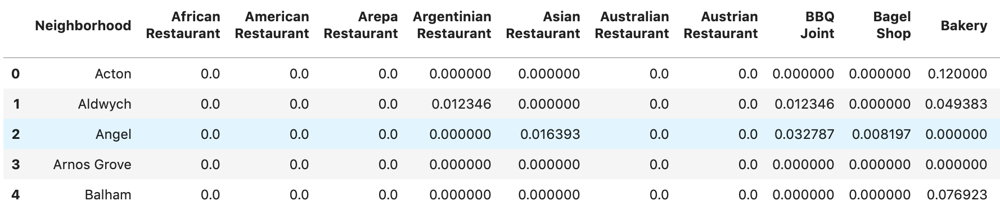 Neighborhood African Restaurant American Restaurant Arepa Restaurant Argentinian Restaurant Asian Restaurant Australian Restaurant Austrian Restaurant BBQ Joint Bagel Shop Bakery
0 Acton 0.0 0.0 0.0 0.000000 0.000000 0.0 0.0 0.000000 0.000000 0.120000
1 Aldwych 0.0 0.0 0.0 0.012346 0.000000 0.0 0.0 0.012346 0.000000 0.049383
2 Angel 0.0 0.0 0.0 0.000000 0.016393 0.0 0.0 0.032787 0.008197 0.000000
3 Arnos Grove 0.0 0.0 0.0 0.000000 0.000000 0.0 0.0 0.000000 0.000000 0.000000
4 Balham 0.0 0.0 0.0 0.000000 0.000000 0.0 0.0 0.000000 0.000000 0.076923